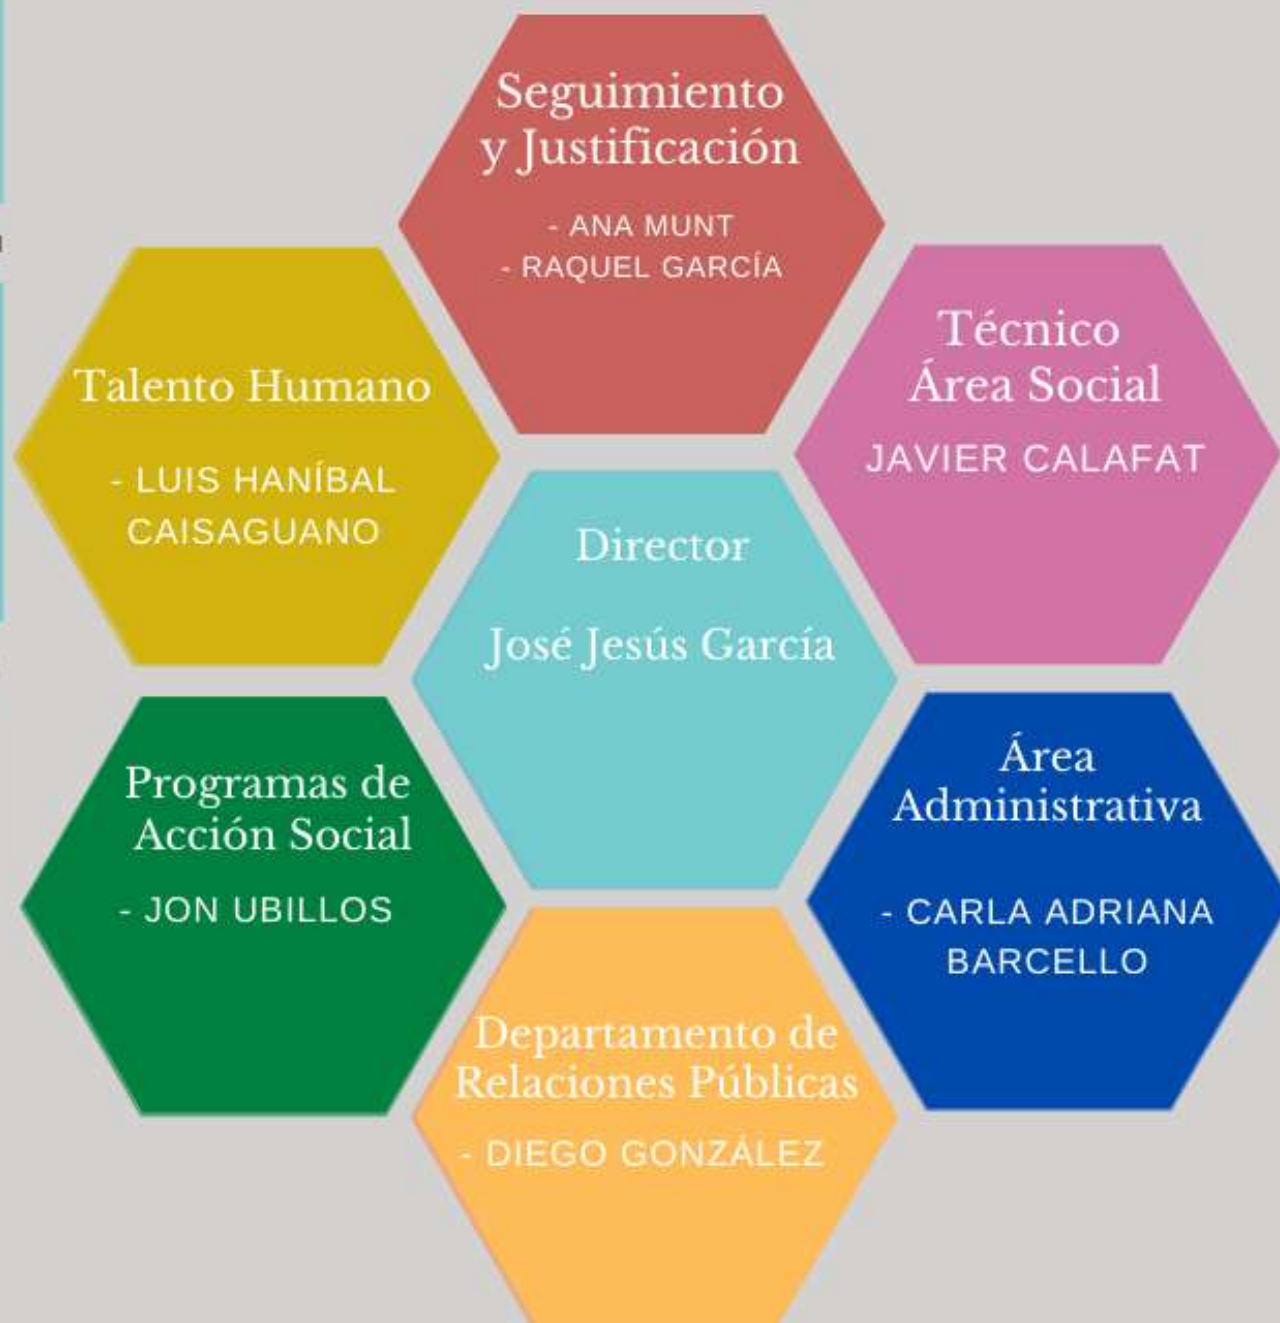 Seguimiento
y Justificación
- ANA MUNT
- RAQUEL GARCÍA
Talento Humano
- LUIS HANÍBAL
CAISAGUANO
Técnico
Área Social
JAVIER CALAFAT
Director
José Jesús García
Programas de
Acción Social
- JON UBILLOS
Área
Administrativa
- CARLA ADRIANA
BARCELLO
Departamento de
Relaciones Públicas
- DIEGO GONZÁLEZ